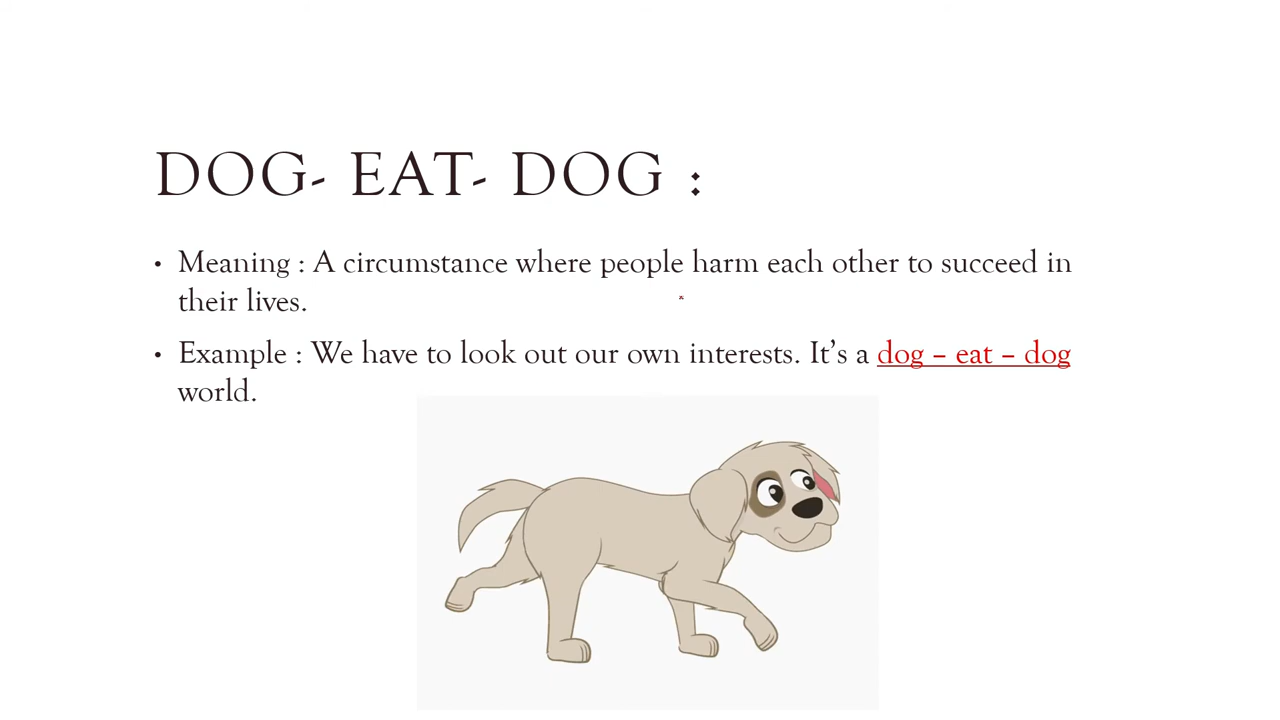 DOG- EAT- DOG :
• Meaning : A circumstance where people harm each other to succeed in
their lives.
• Example : We have to look out our own interests. It’s a dog – eat – dog
world.